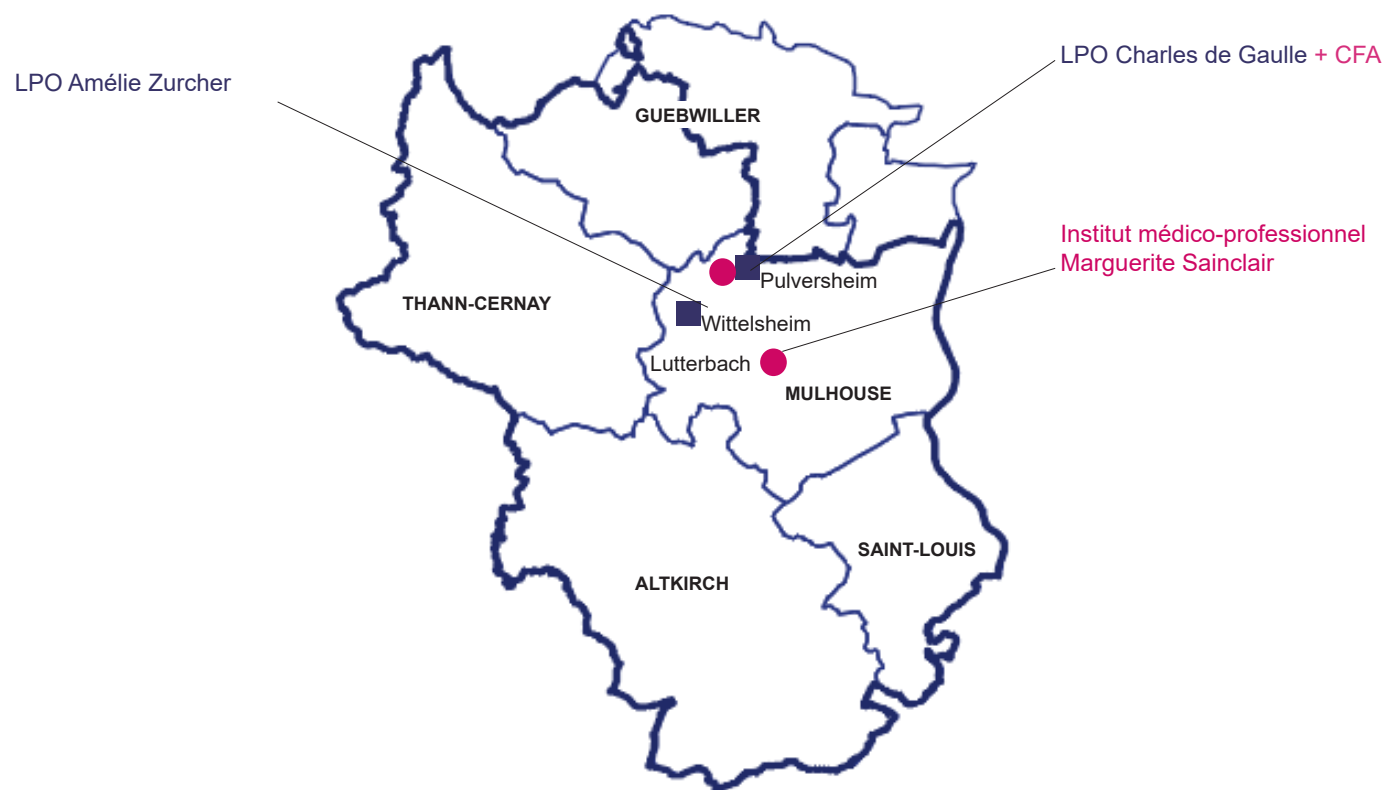 LPO Charles de Gaulle + CFA
LPO Amélie Zurcher
GUEBWILLER
Institut médico-professionnel
Marguerite Sainclair
Pulversheim
THANN-CERNAY
Wittelsheim
Lutterbach
MULHOUSE
SAINT-LOUIS
ALTKIRCH